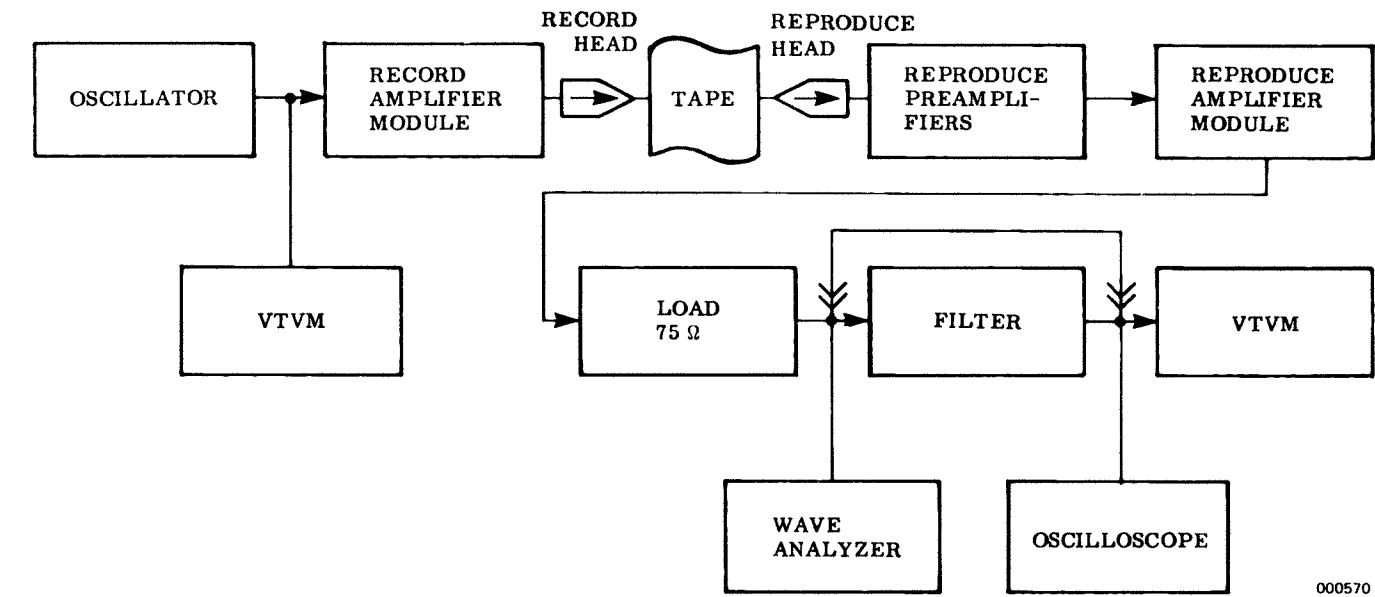 RECORD
HEAD
REPRODUCE
HEAD
OSCILLATOR
RECORD
AMPLIFIER
MODULE
TAPE
REPRODUCE
PREAMPLI-
FIERS
REPRODUCE
AMPLIFIER
MODULE
VTVM
LOAD
75 Ω
FILTER
VTVM
WAVE
ANALYZER
OSCILLOSCOPE
000570